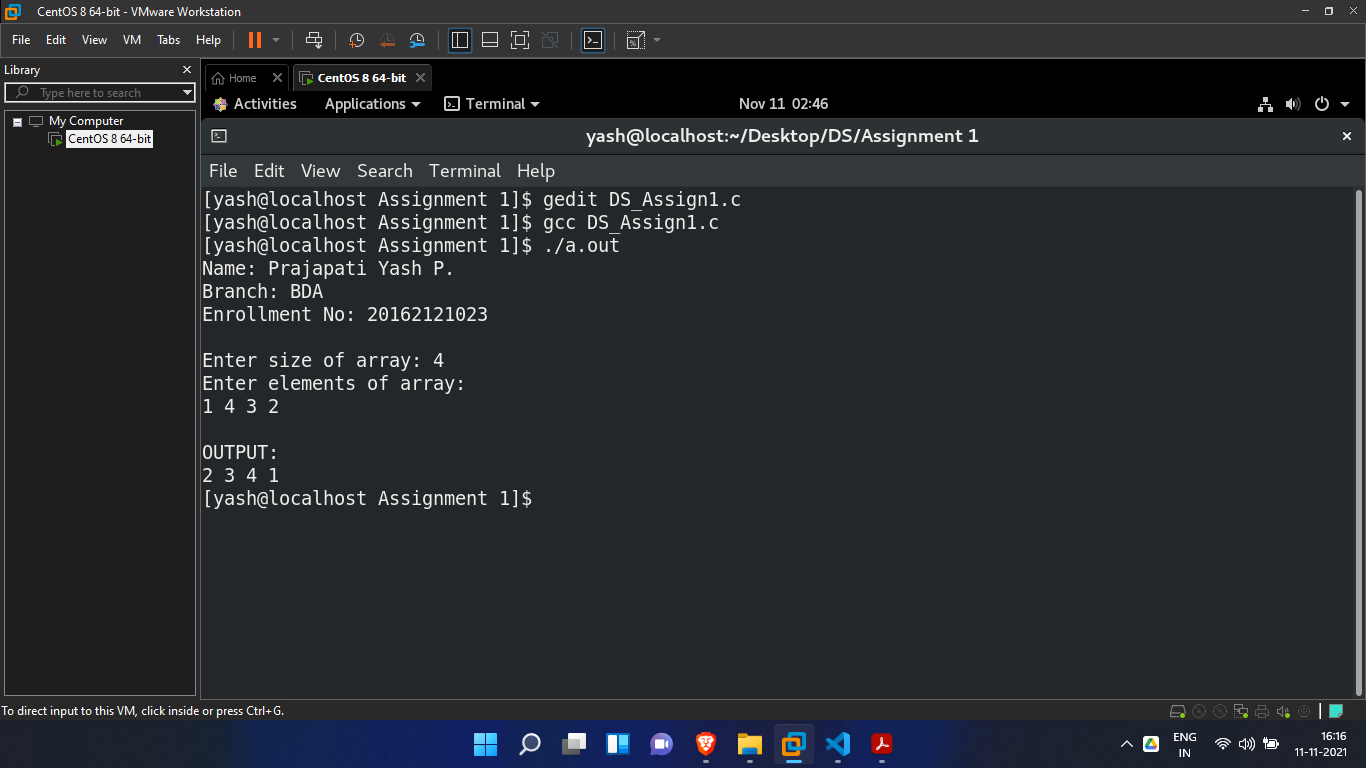 CentOS 8 64-bit - VMware Workstation
File Edit View VM Tabs Help
Library
Type here to search
My Computer
CentOS 8 64-bit
Home
CentOS 8 64-bit
Activities Applications Terminal Nov 11 02:46
yash@localhost:~/Desktop/DS/Assignment 1
File Edit View Search Terminal Help
[yash@localhost Assignment 1]$ gedit DS_Assign1.c
[yash@localhost Assignment 1]$ gcc DS_Assign1.c
[yash@localhost Assignment 1]$ ./a.out
Name: Prajapati Yash P.
Branch: BDA
Enrollment No: 20162121023
Enter size of array: 4
Enter elements of array:
1 4 3 2
OUTPUT:
2 3 4 1
[yash@localhost Assignment 1]$
To direct input to this VM, click inside or press Ctrl+G.
ENG
IN
16:16
11-11-2021